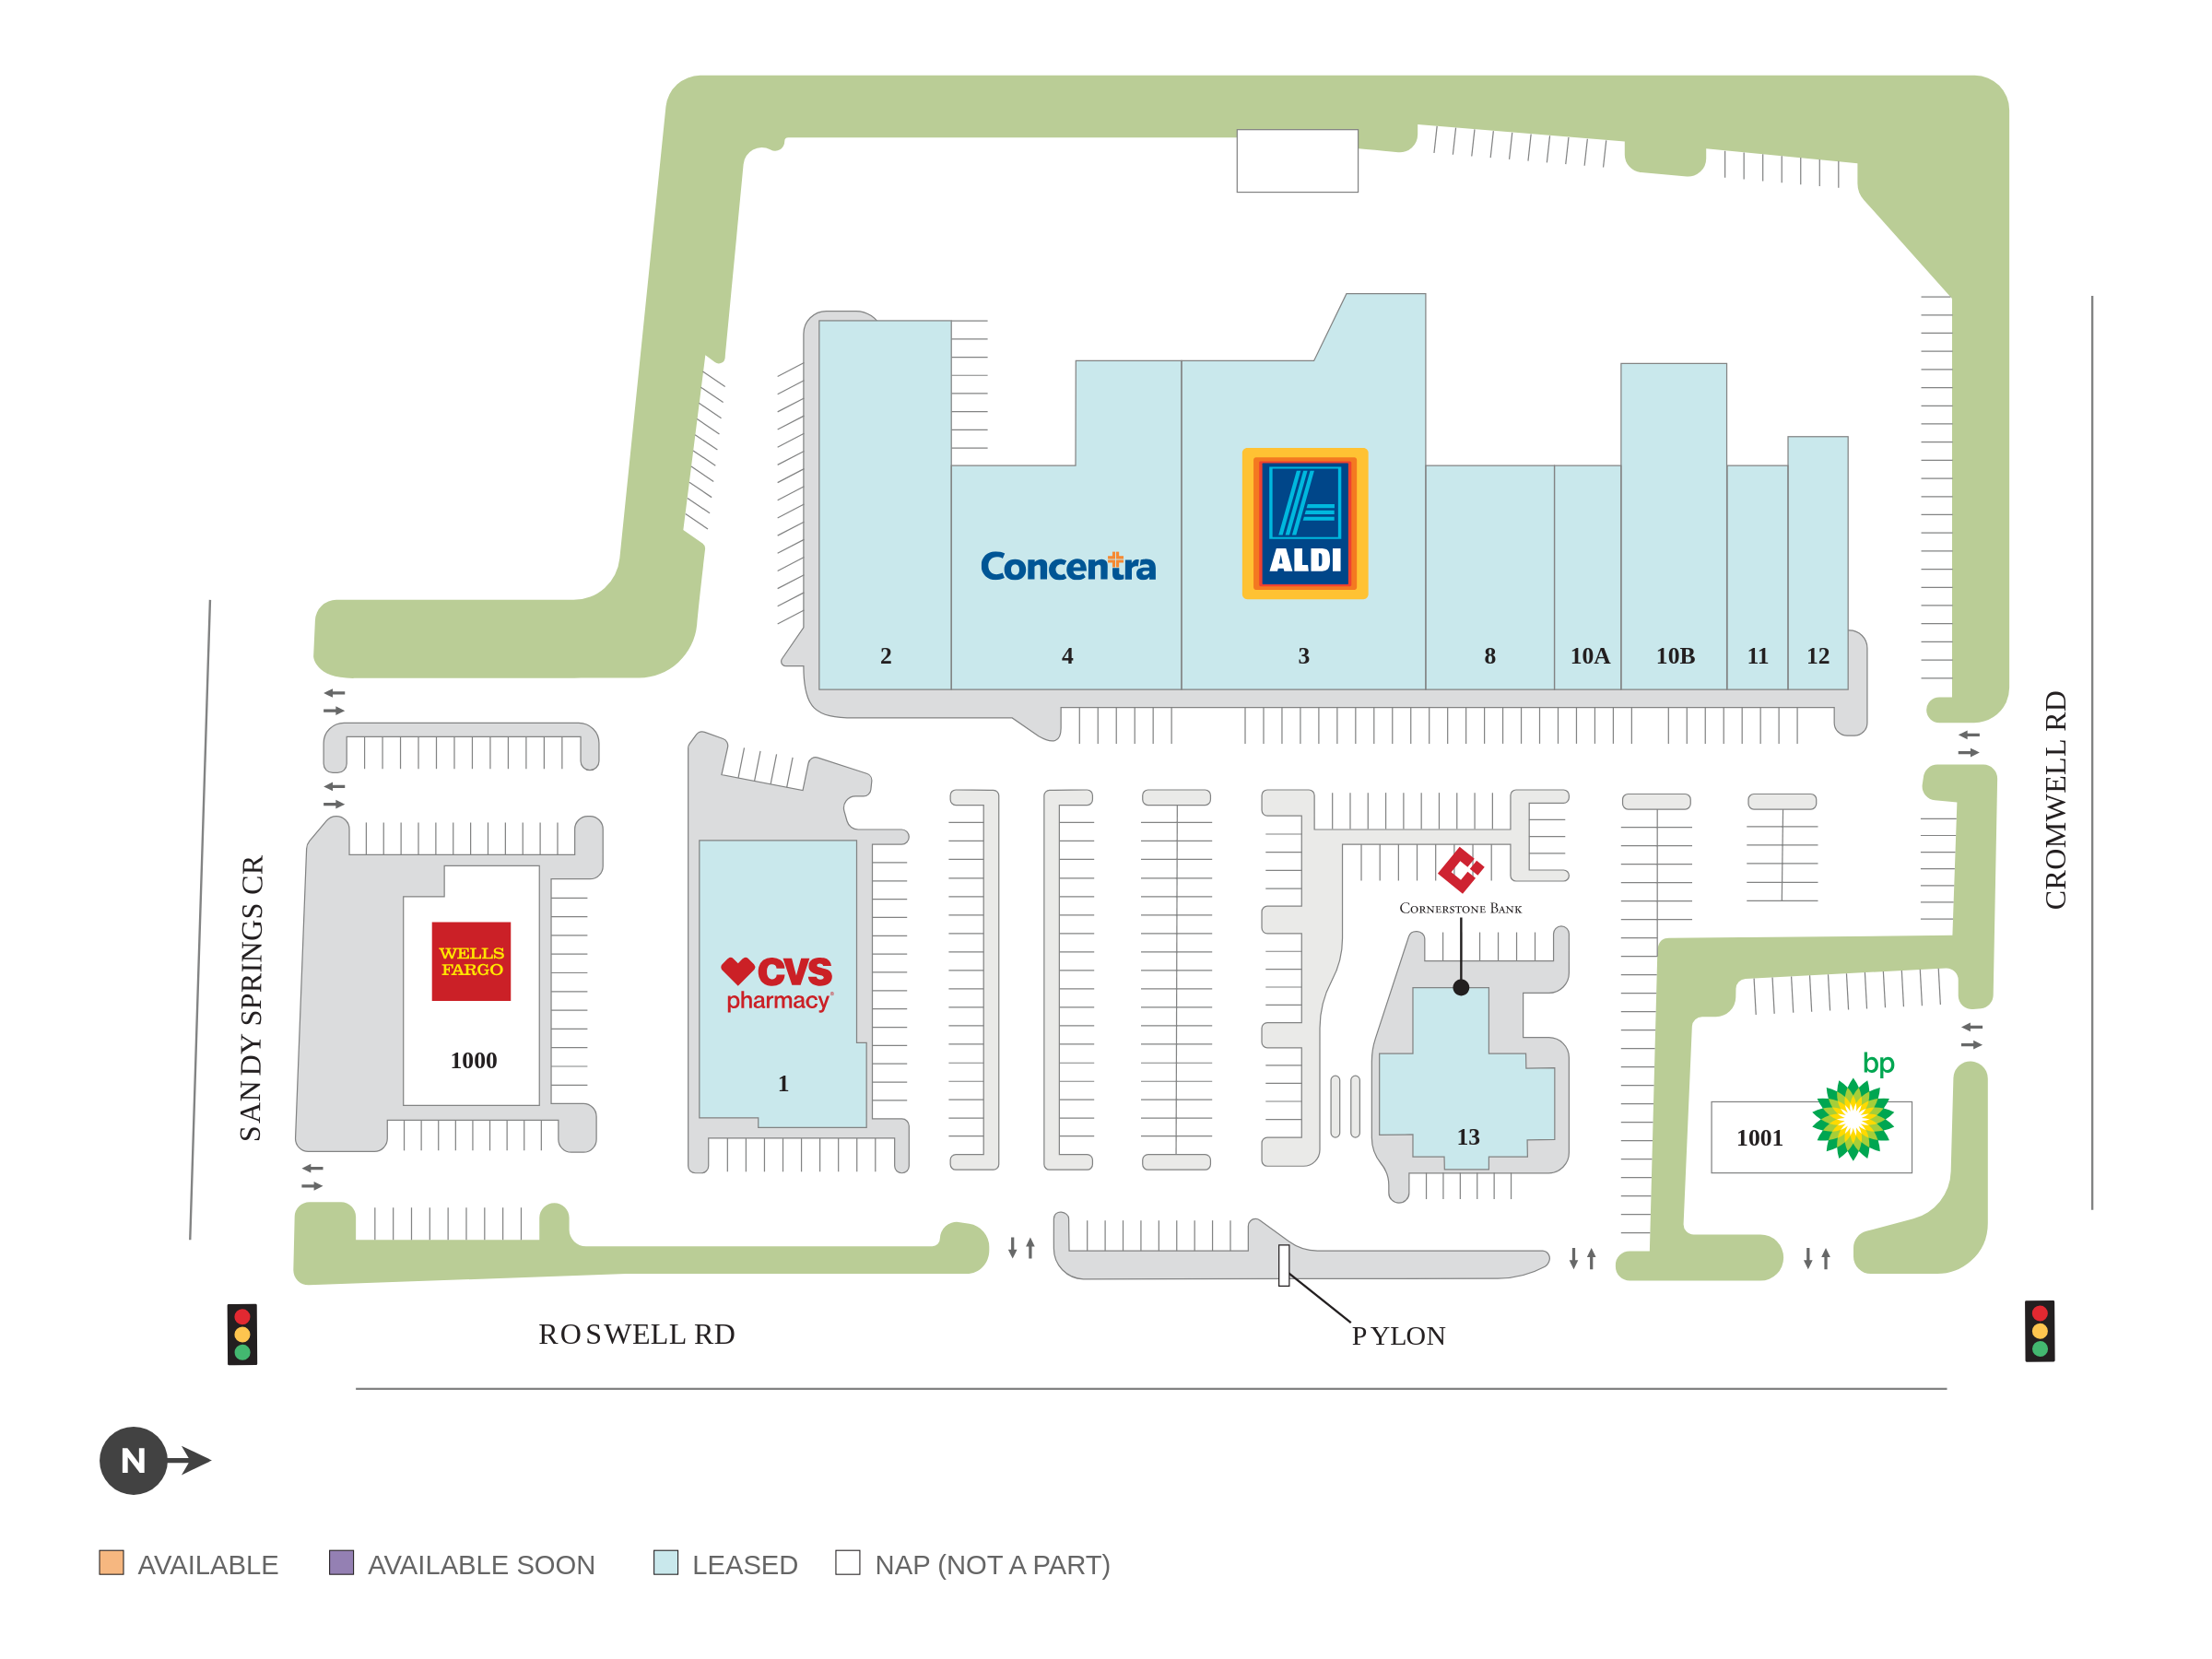 Concentra
ALDI
2
4
3
8
10A
10B
11
12
CROMWELL RD
SANDY SPRINGS CR
WELLS
FARGO
1000
CVS
pharmacy®
1
CORNERSTONE BANK
13
bp
1001
ROSWELL RD
PYLON
N
AVAILABLE
AVAILABLE SOON
LEASED
NAP (NOT A PART)